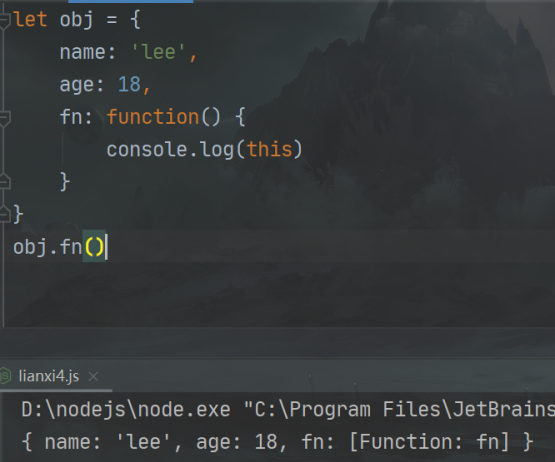 let obj = {
name: 'lee',
age: 18,
fn: function() {
console.log(this)
}
}
obj.fn()
lianxi4.js
D:\nodejs\node.exe "C:\Program Files\JetBrains
{ name: 'lee', age: 18, fn: [Function: fn] }